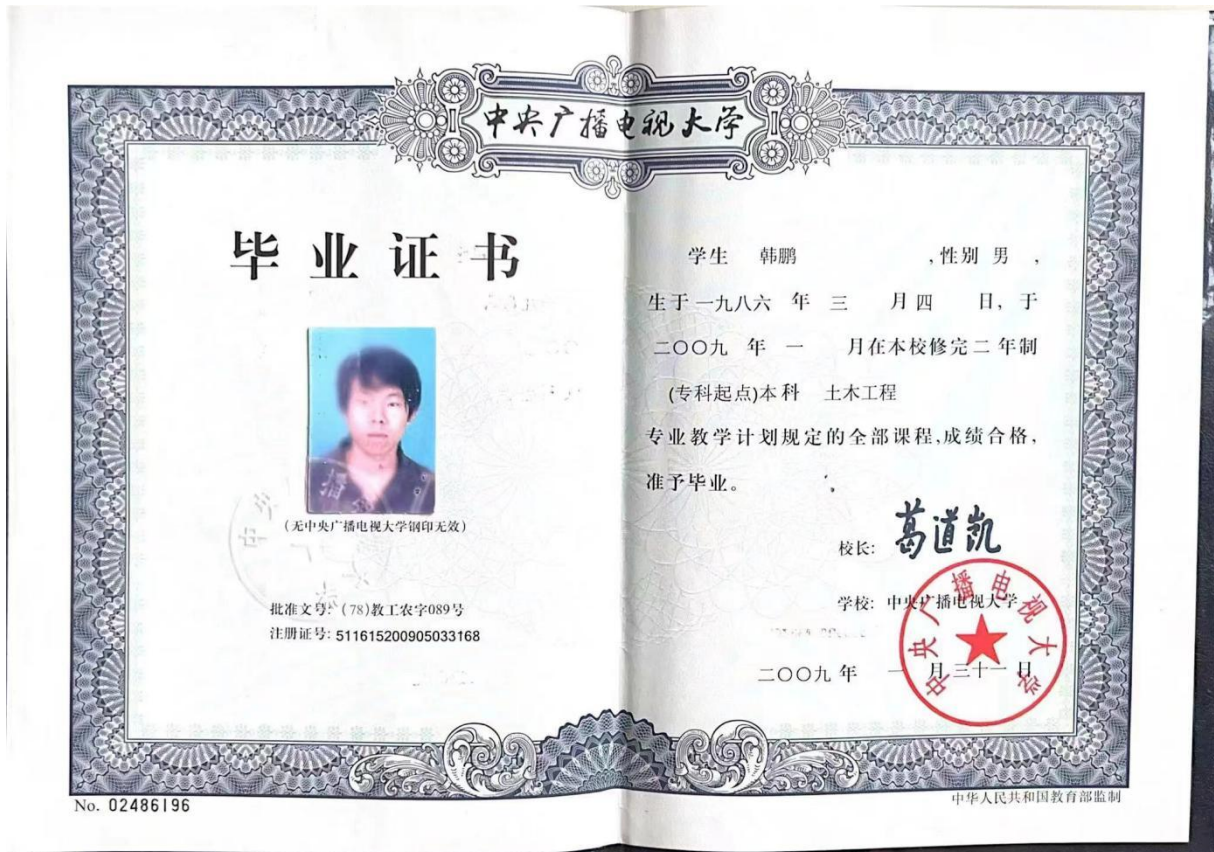 中央广播电视大学
毕业证书
(无中央广播电视大学钢印无效)
批准文号:(78)教工农字089号
注册证号:511615200905033168
No. 02486196
学生 韩鹏 ,性别 男 ,
生于一九八六 年 三 月四 日,于
二〇〇九 年 一 月在本校修完二 年制
(专科起点)本科 土木工程
专业教学计划规定的全部课程,成绩合格,
准予毕业。
校长: 葛道凯
学校: 中央广播电视大学
二〇〇九 年 一 月三十一日
中央广播电视大学
中华人民共和国教育部监制